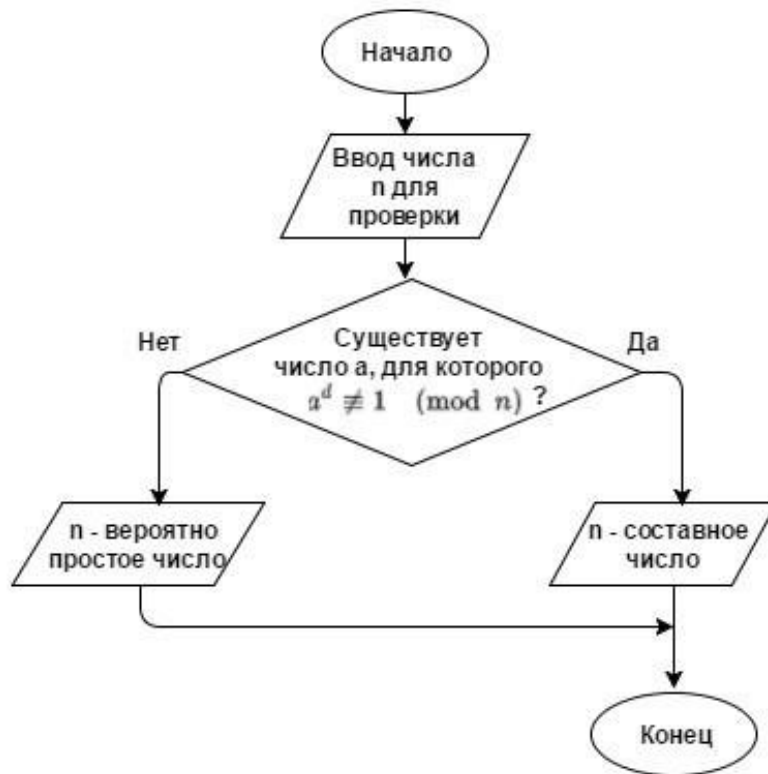 Начало
Ввод числа
n для
проверки
Существует
число a, для которого
a^d ≢ 1 (mod n) ?
Нет
Да
n - вероятно
простое число
n - составное
число
Конец